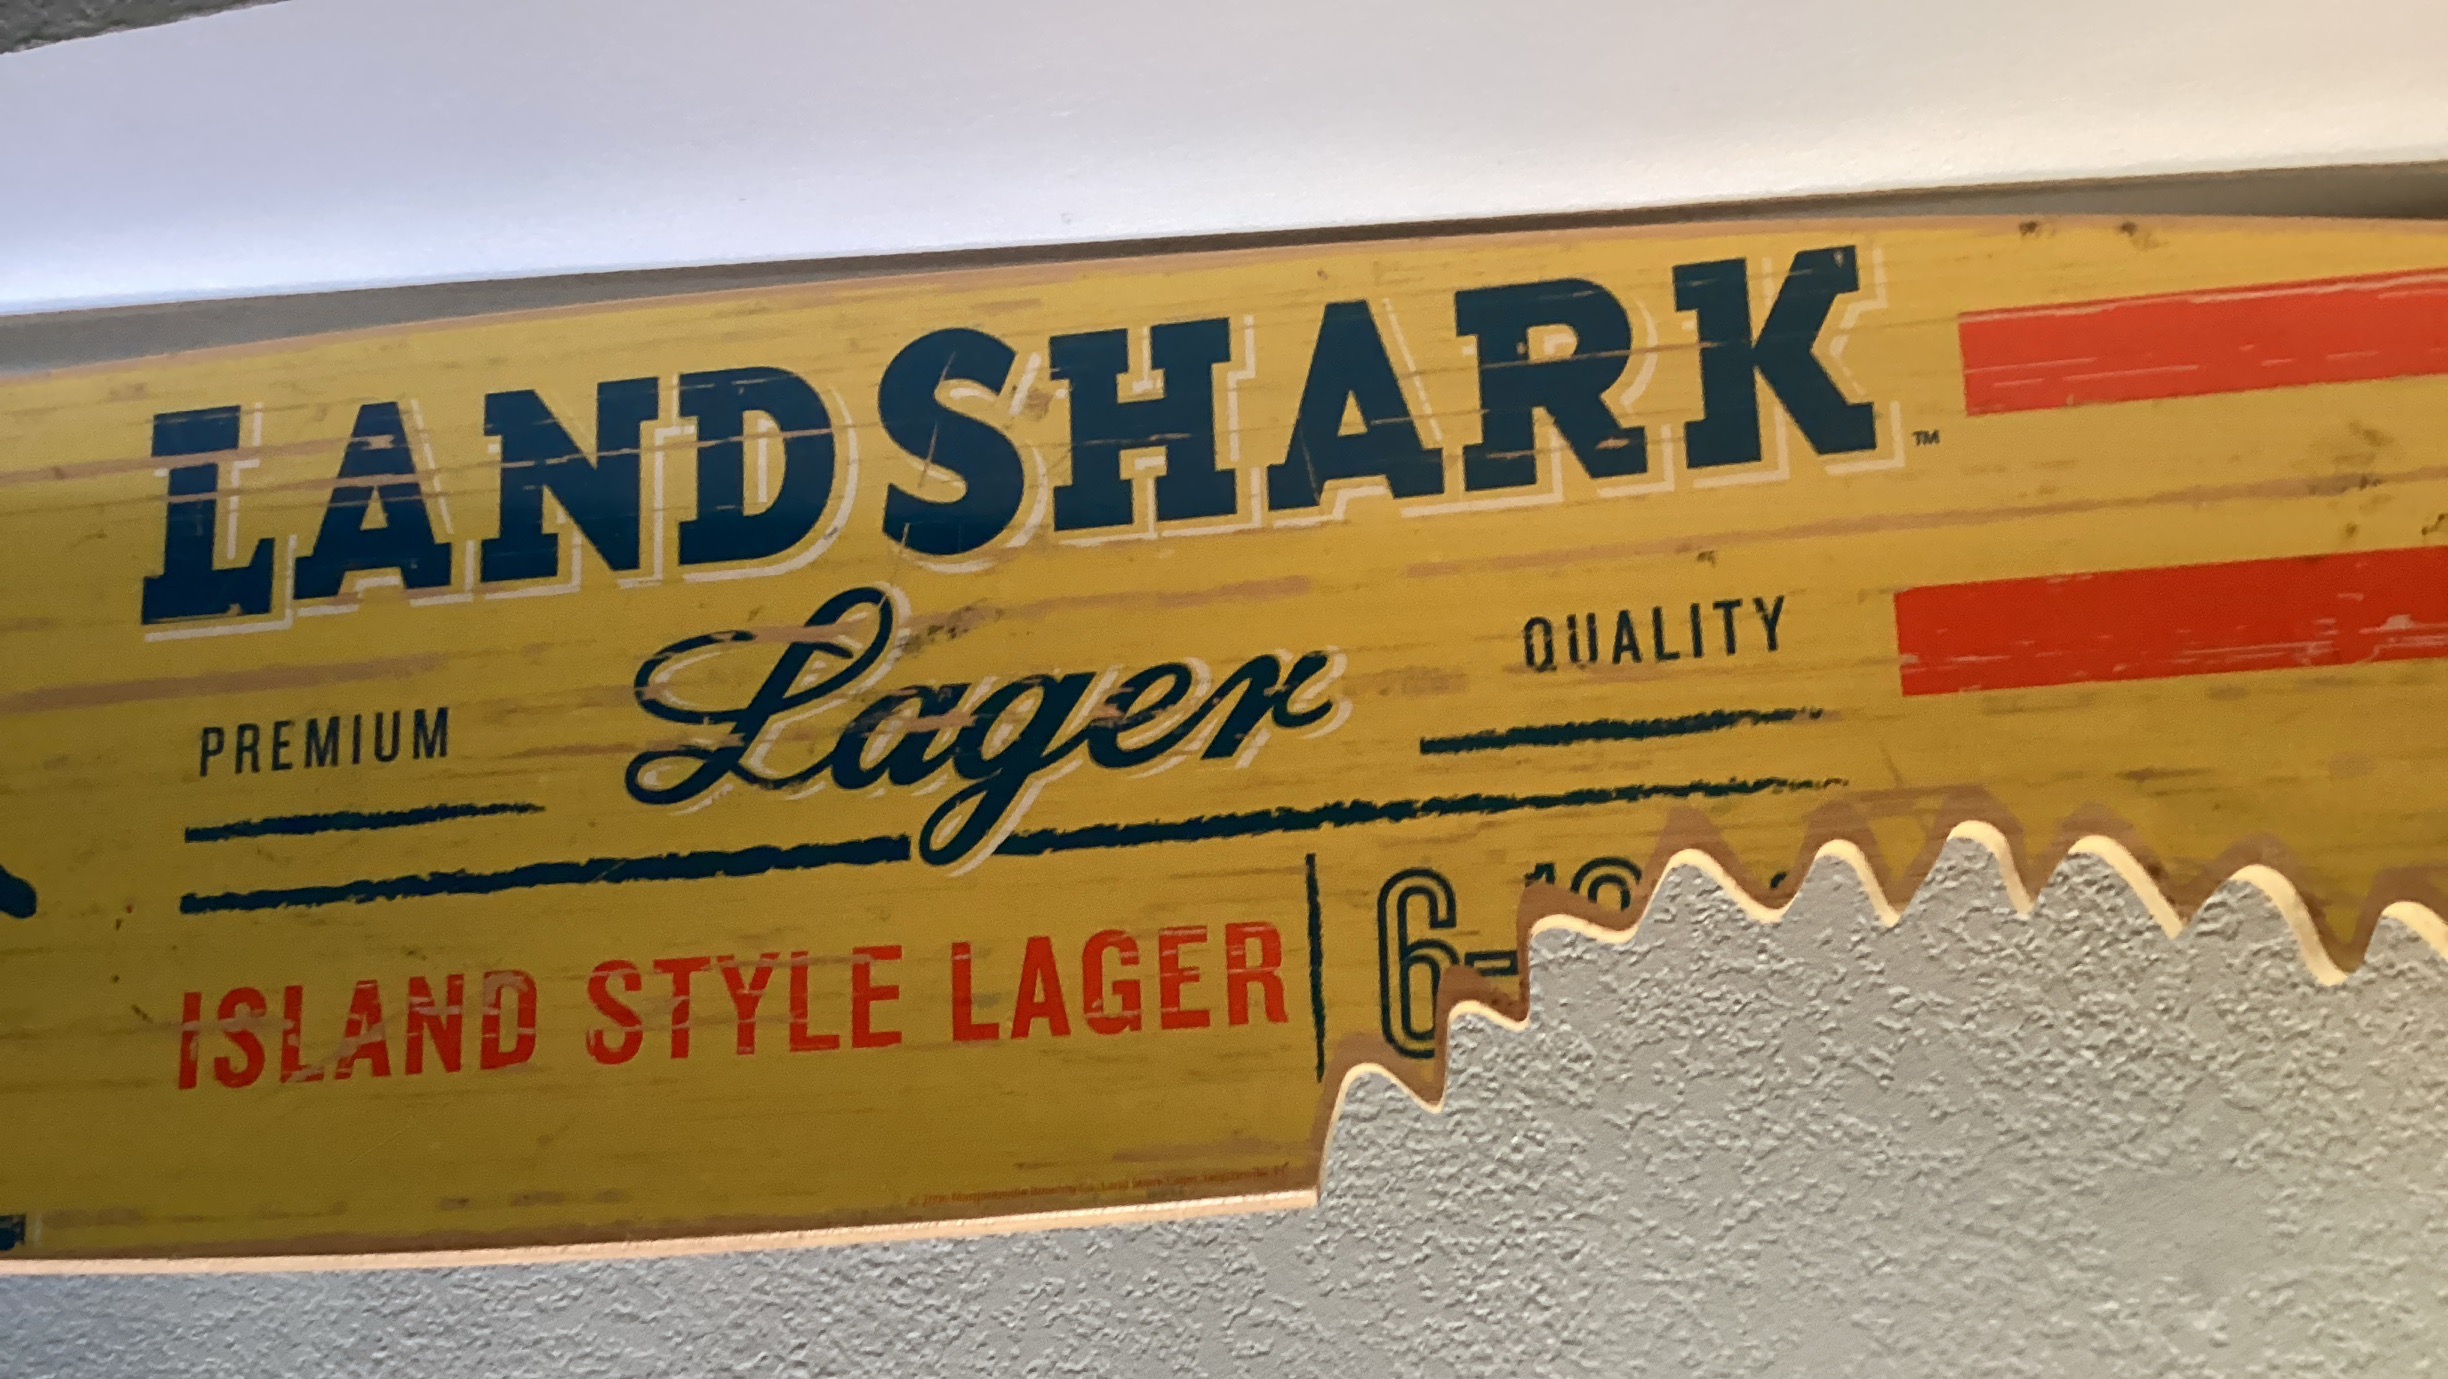 LANDSHARK™
PREMIUM Lager QUALITY
ISLAND STYLE LAGER